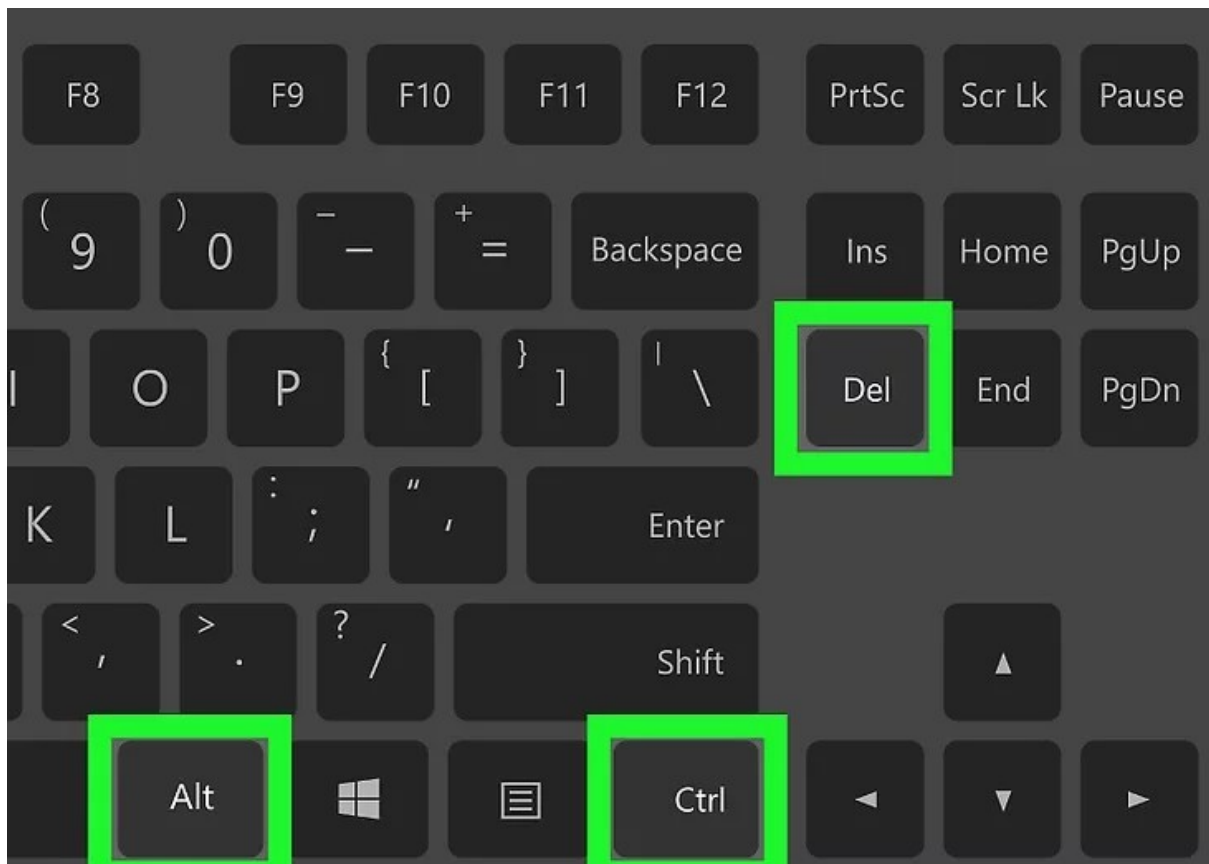 F8 F9 F10 F11 F12 PrtSc Scr Lk Pause
( 9 ) 0 _ - + = Backspace Ins Home PgUp
I O P { [ } ] | \ Del End PgDn
K L : ; " ' Enter
< , > . ? / Shift
Alt Ctrl